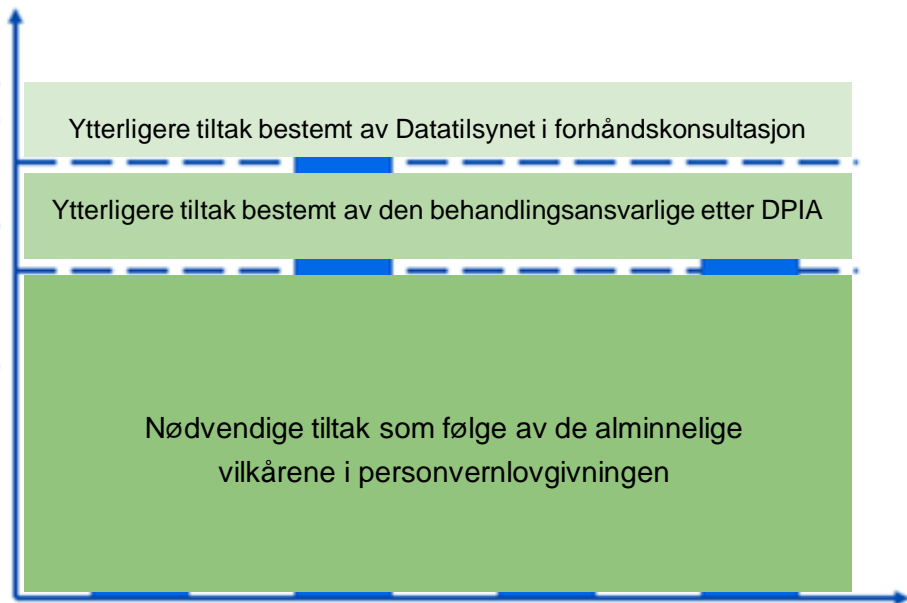 Ytterligere tiltak bestemt av Datatilsynet i forhåndskonsultasjon
Ytterligere tiltak bestemt av den behandlingsansvarlige etter DPIA
Nødvendige tiltak som følge av de alminnelige
vilkårene i personvernlovgivningen